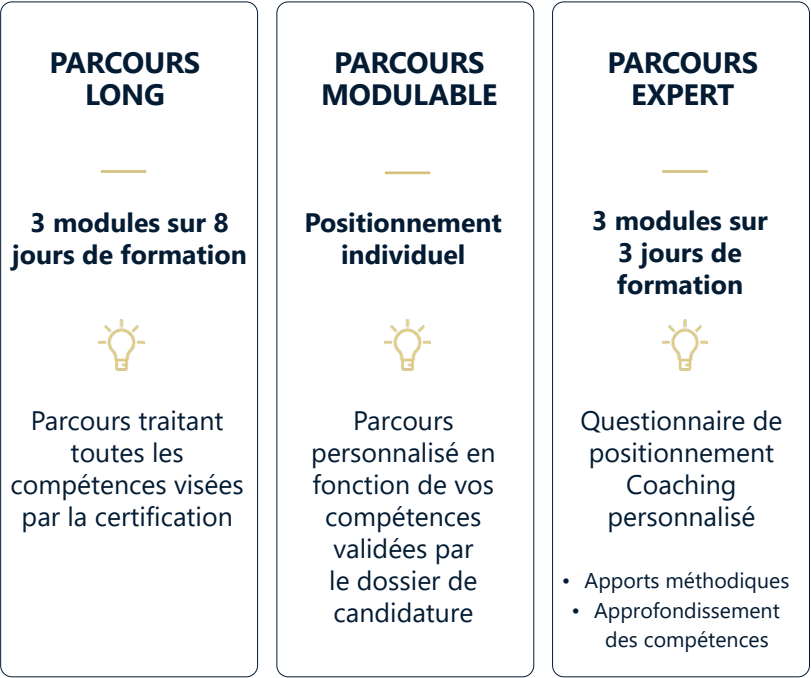 PARCOURS
LONG
3 modules sur 8
jours de formation
Parcours traitant
toutes les
compétences visées
par la certification
PARCOURS
MODULABLE
Positionnement
individuel
Parcours
personnalisé en
fonction de vos
compétences
validées par
le dossier de
candidature
PARCOURS
EXPERT
3 modules sur
3 jours de
formation
Questionnaire de
positionnement
Coaching
personnalisé
• Apports méthodiques
• Approfondissement
des compétences